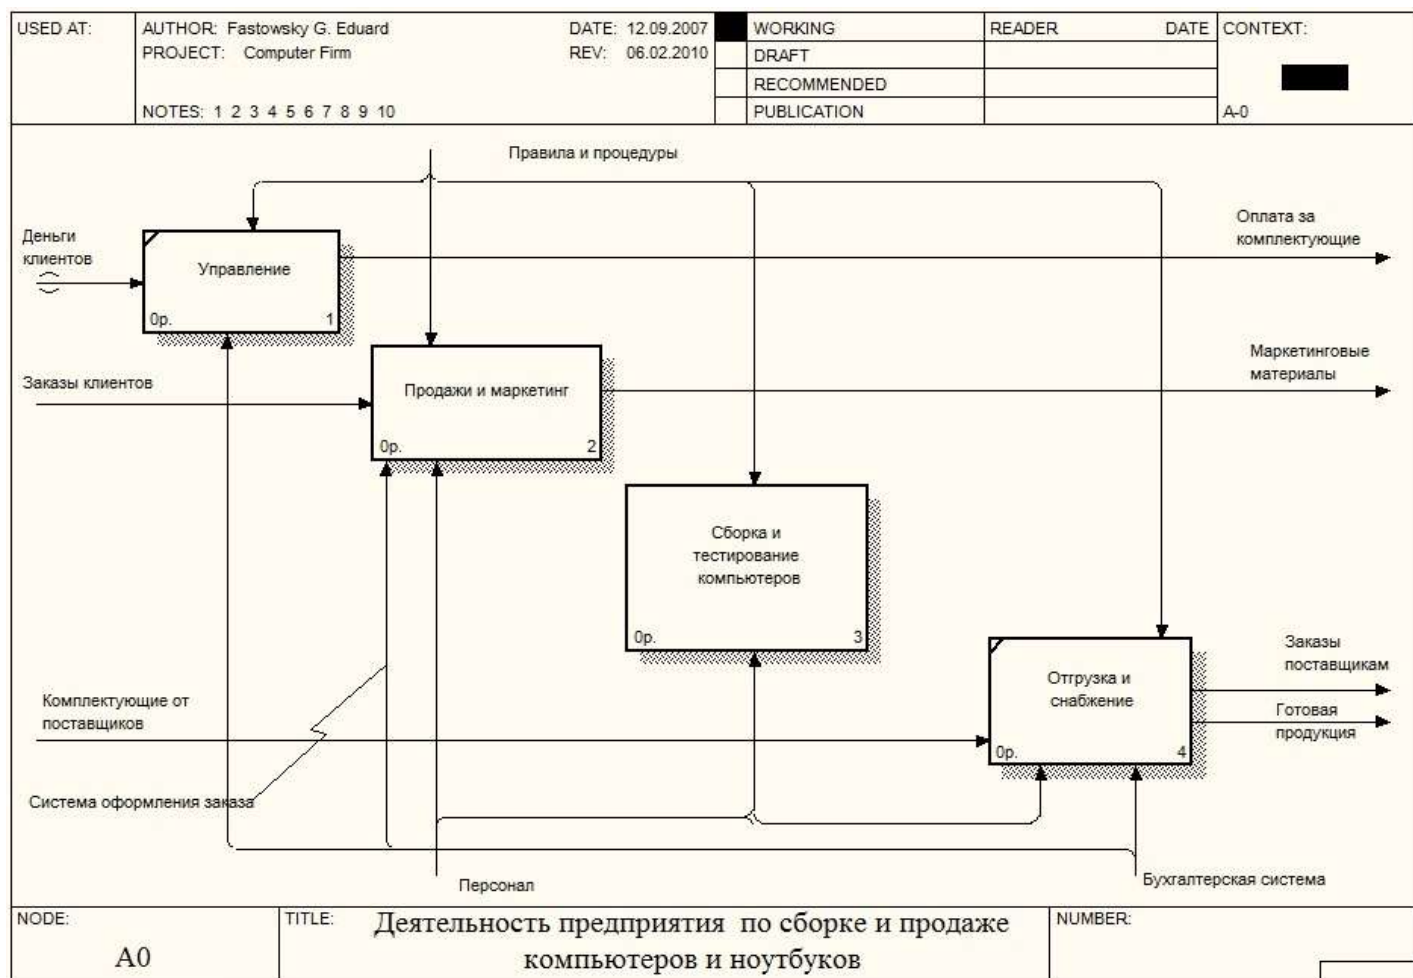 USED AT:
AUTHOR: Fastowsky G. Eduard
DATE: 12.09.2007
WORKING
READER
DATE
CONTEXT:
PROJECT: Computer Firm
REV: 06.02.2010
DRAFT
RECOMMENDED
NOTES: 1 2 3 4 5 6 7 8 9 10
PUBLICATION
A-0
Правила и процедуры
Деньги
клиентов
Управление
0р.
1
Оплата за
комплектующие
Заказы клиентов
Продажи и маркетинг
0р.
2
Маркетинговые
материалы
Сборка и
тестирование
компьютеров
0р.
3
Комплектующие от
поставщиков
Отгрузка и
снабжение
0р.
4
Заказы
поставщикам
Готовая
продукция
Система оформления заказа
Персонал
Бухгалтерская система
NODE:
A0
TITLE:
Деятельность предприятия по сборке и продаже
компьютеров и ноутбуков
NUMBER: